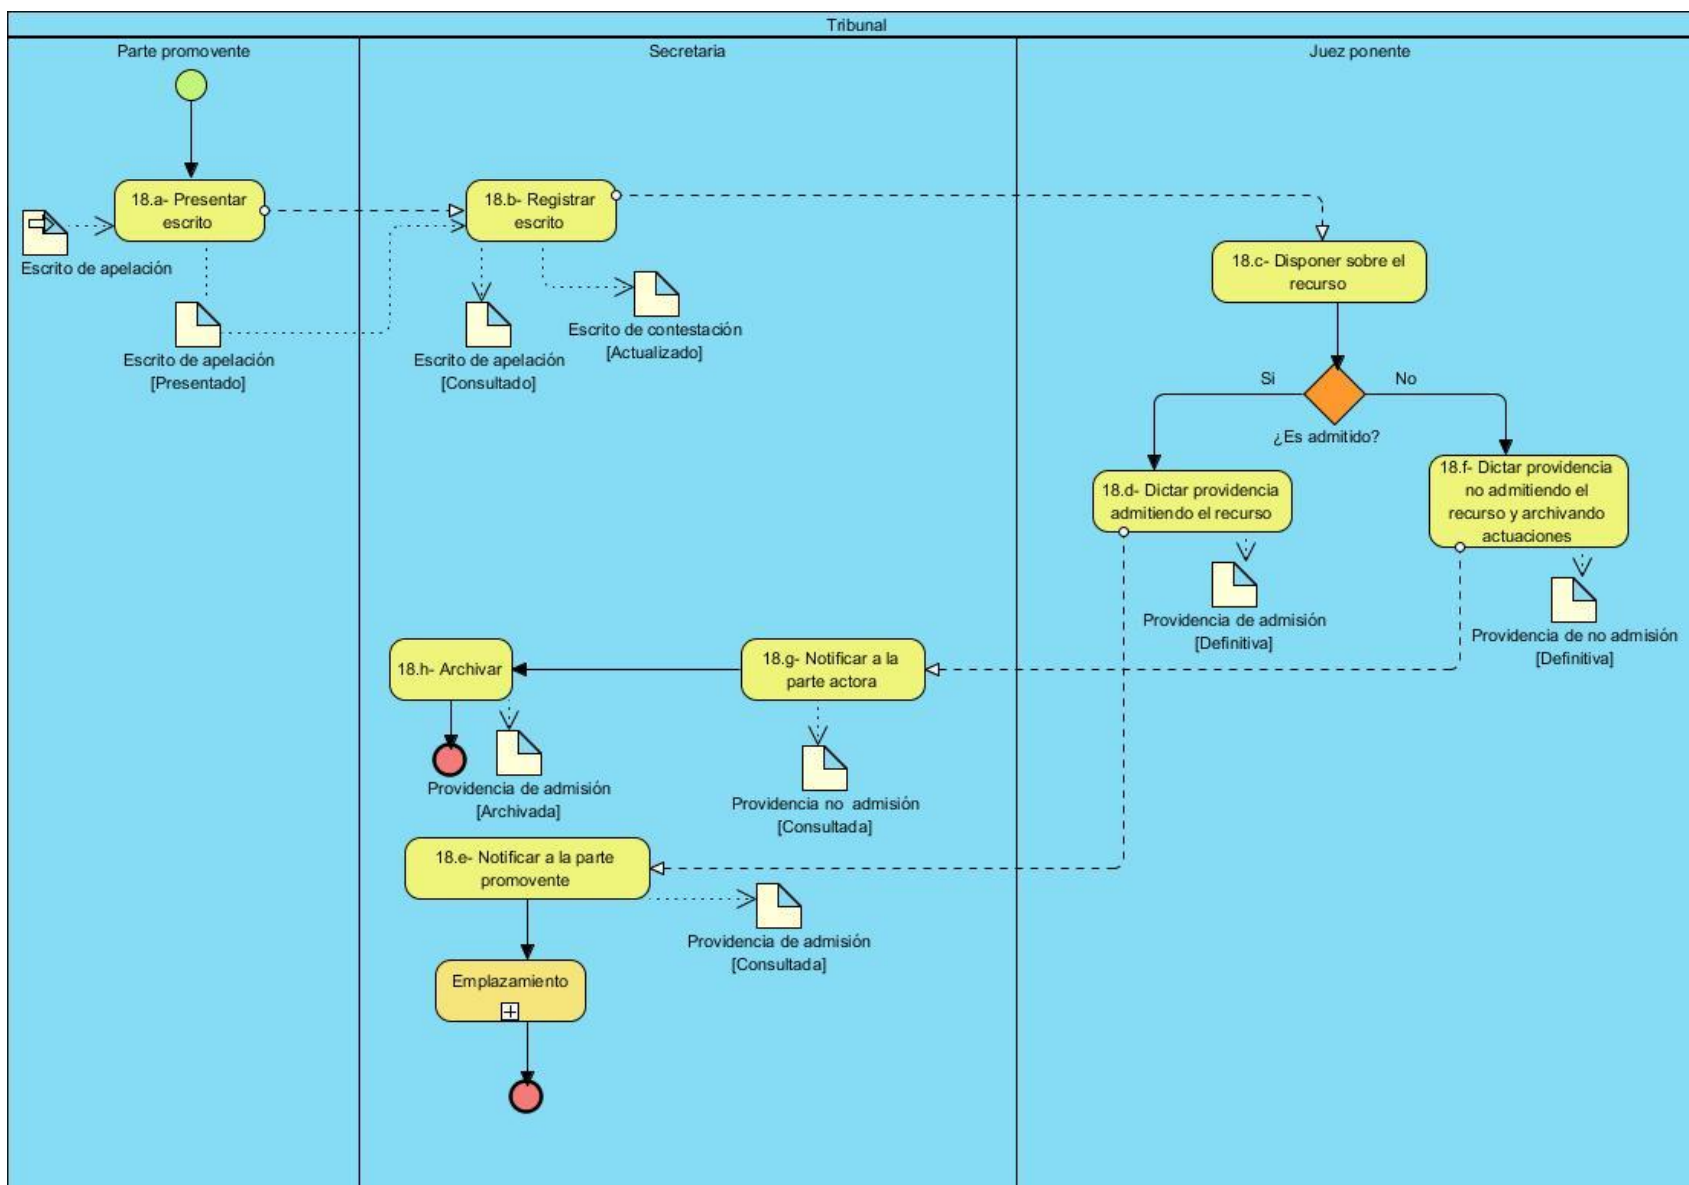 Tribunal
Parte promovente
Secretaria
Juez ponente
18.a- Presentar
escrito
Escrito de apelación
Escrito de apelación
[Presentado]
18.b- Registrar
escrito
Escrito de contestación
[Actualizado]
Escrito de apelación
[Consultado]
18.c- Disponer sobre el
recurso
Si
No
¿Es admitido?
18.d- Dictar providencia
admitiendo el recurso
18.f- Dictar providencia
no admitiendo el
recurso y archivando
actuaciones
Providencia de admisión
[Definitiva]
Providencia de no admisión
[Definitiva]
18.h- Archivar
18.g- Notificar a la
parte actora
Providencia de admisión
[Archivada]
Providencia no admisión
[Consultada]
18.e- Notificar a la parte
promovente
Providencia de admisión
[Consultada]
Emplazamiento